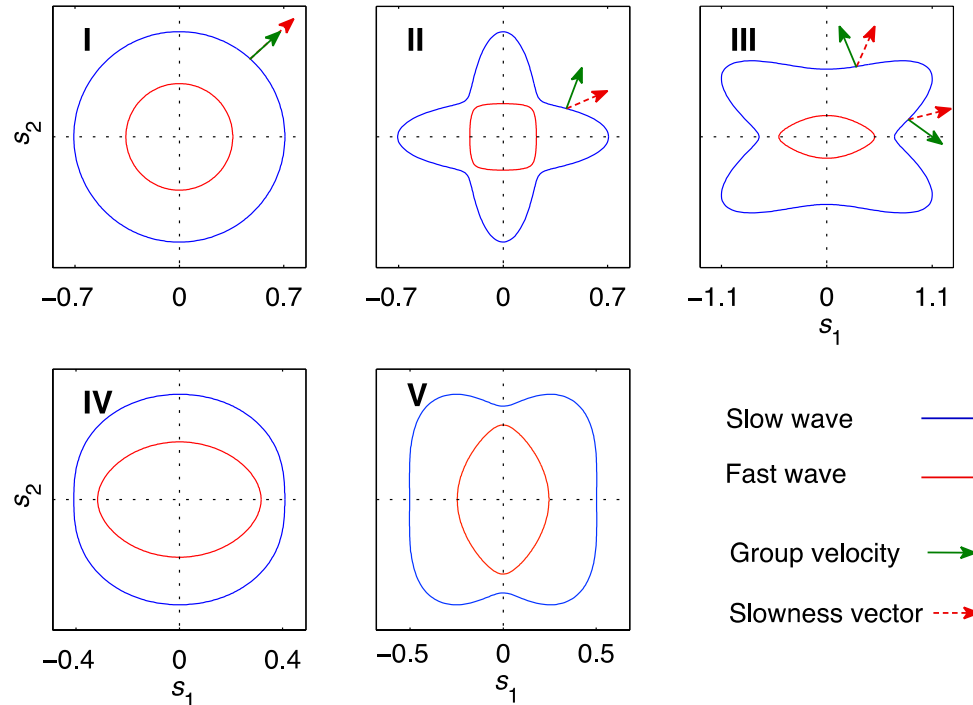 I
II
III
s2
−0.7 0 0.7
−0.7 0 0.7
−1.1 0 1.1
s1
IV
V
s2
−0.4 0 0.4
s1
−0.5 0 0.5
s1
Slow wave
Fast wave
Group velocity
Slowness vector